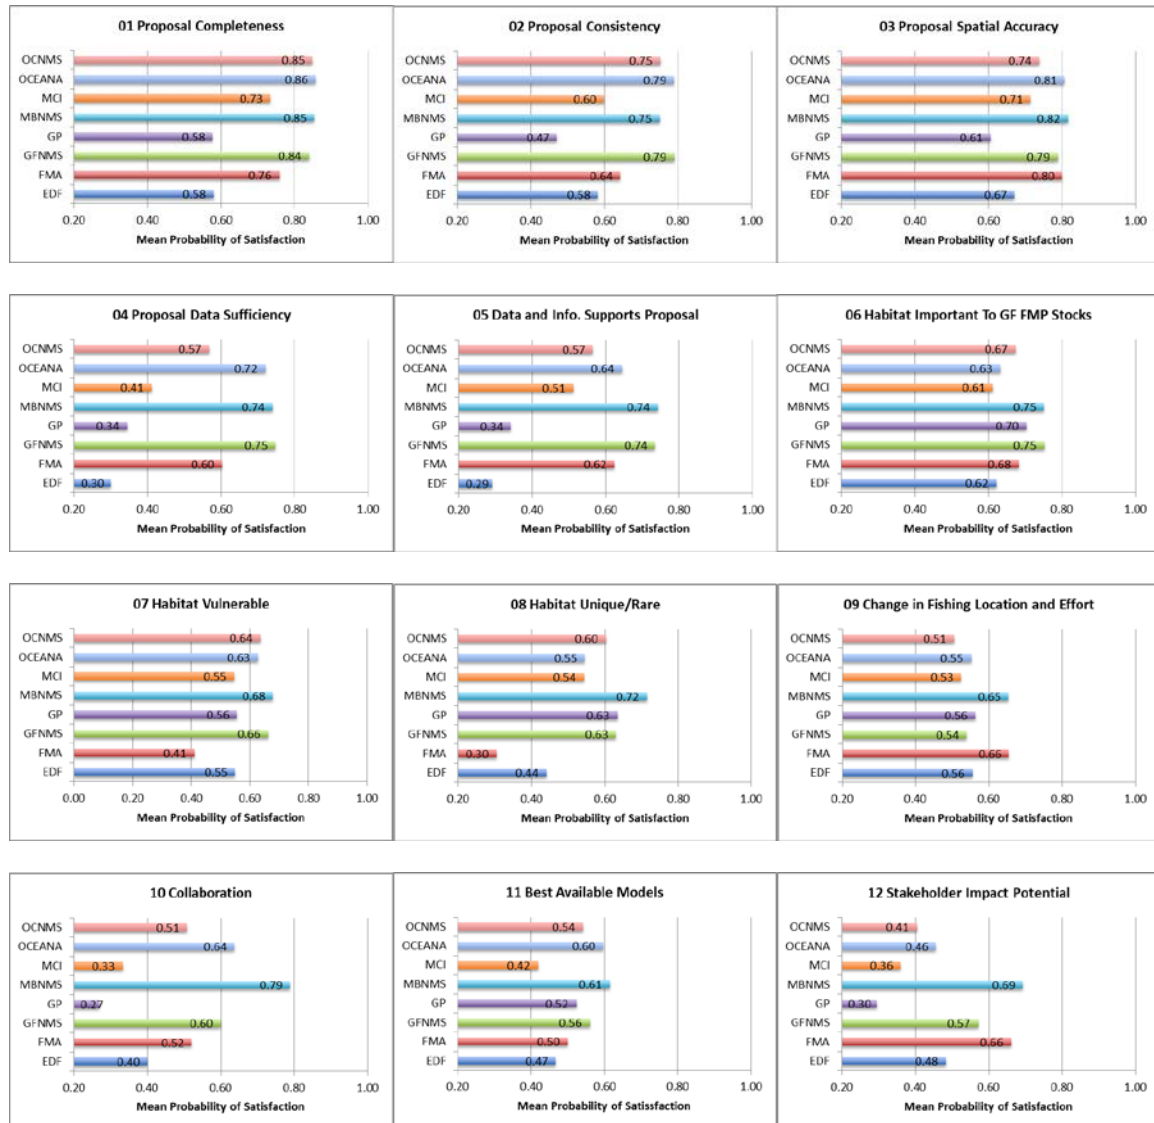 01 Proposal Completeness
OCNMS 0.85
OCEANA 0.86
MCI 0.73
MBNMS 0.85
GP 0.58
GFNMS 0.84
FMA 0.76
EDF 0.58
0.20 0.40 0.60 0.80 1.00
Mean Probability of Satisfaction
02 Proposal Consistency
OCNMS 0.75
OCEANA 0.79
MCI 0.60
MBNMS 0.75
GP 0.47
GFNMS 0.79
FMA 0.64
EDF 0.58
0.20 0.40 0.60 0.80 1.00
Mean Probability of Satisfaction
03 Proposal Spatial Accuracy
OCNMS 0.74
OCEANA 0.81
MCI 0.71
MBNMS 0.82
GP 0.61
GFNMS 0.79
FMA 0.80
EDF 0.67
0.20 0.40 0.60 0.80 1.00
Mean Probability of Satisfaction
04 Proposal Data Sufficiency
OCNMS 0.57
OCEANA 0.72
MCI 0.41
MBNMS 0.74
GP 0.34
GFNMS 0.75
FMA 0.60
EDF 0.30
0.20 0.40 0.60 0.80 1.00
Mean Probability of Satisfaction
05 Data and Info. Supports Proposal
OCNMS 0.57
OCEANA 0.64
MCI 0.51
MBNMS 0.74
GP 0.34
GFNMS 0.74
FMA 0.62
EDF 0.29
0.20 0.40 0.60 0.80 1.00
Mean Probability of Satisfaction
06 Habitat Important To GF FMP Stocks
OCNMS 0.67
OCEANA 0.63
MCI 0.61
MBNMS 0.75
GP 0.70
GFNMS 0.75
FMA 0.68
EDF 0.62
0.20 0.40 0.60 0.80 1.00
Mean Probability of Satisfaction
07 Habitat Vulnerable
OCNMS 0.64
OCEANA 0.63
MCI 0.55
MBNMS 0.68
GP 0.56
GFNMS 0.66
FMA 0.41
EDF 0.55
0.00 0.20 0.40 0.60 0.80 1.00
Mean Probability of Satisfaction
08 Habitat Unique/Rare
OCNMS 0.60
OCEANA 0.55
MCI 0.54
MBNMS 0.72
GP 0.63
GFNMS 0.63
FMA 0.30
EDF 0.44
0.20 0.40 0.60 0.80 1.00
Mean Probability of Satisfaction
09 Change in Fishing Location and Effort
OCNMS 0.51
OCEANA 0.55
MCI 0.53
MBNMS 0.65
GP 0.56
GFNMS 0.54
FMA 0.66
EDF 0.56
0.20 0.40 0.60 0.80 1.00
Mean Probability of Satisfaction
10 Collaboration
OCNMS 0.51
OCEANA 0.64
MCI 0.33
MBNMS 0.79
GP 0.27
GFNMS 0.60
FMA 0.52
EDF 0.40
0.20 0.40 0.60 0.80 1.00
Mean Probability of Satisfaction
11 Best Available Models
OCNMS 0.54
OCEANA 0.60
MCI 0.42
MBNMS 0.61
GP 0.52
GFNMS 0.56
FMA 0.50
EDF 0.47
0.20 0.40 0.60 0.80 1.00
Mean Probability of Satissfaction
12 Stakeholder Impact Potential
OCNMS 0.41
OCEANA 0.46
MCI 0.36
MBNMS 0.69
GP 0.30
GFNMS 0.57
FMA 0.66
EDF 0.48
0.20 0.40 0.60 0.80 1.00
Mean Probability of Satisfaction